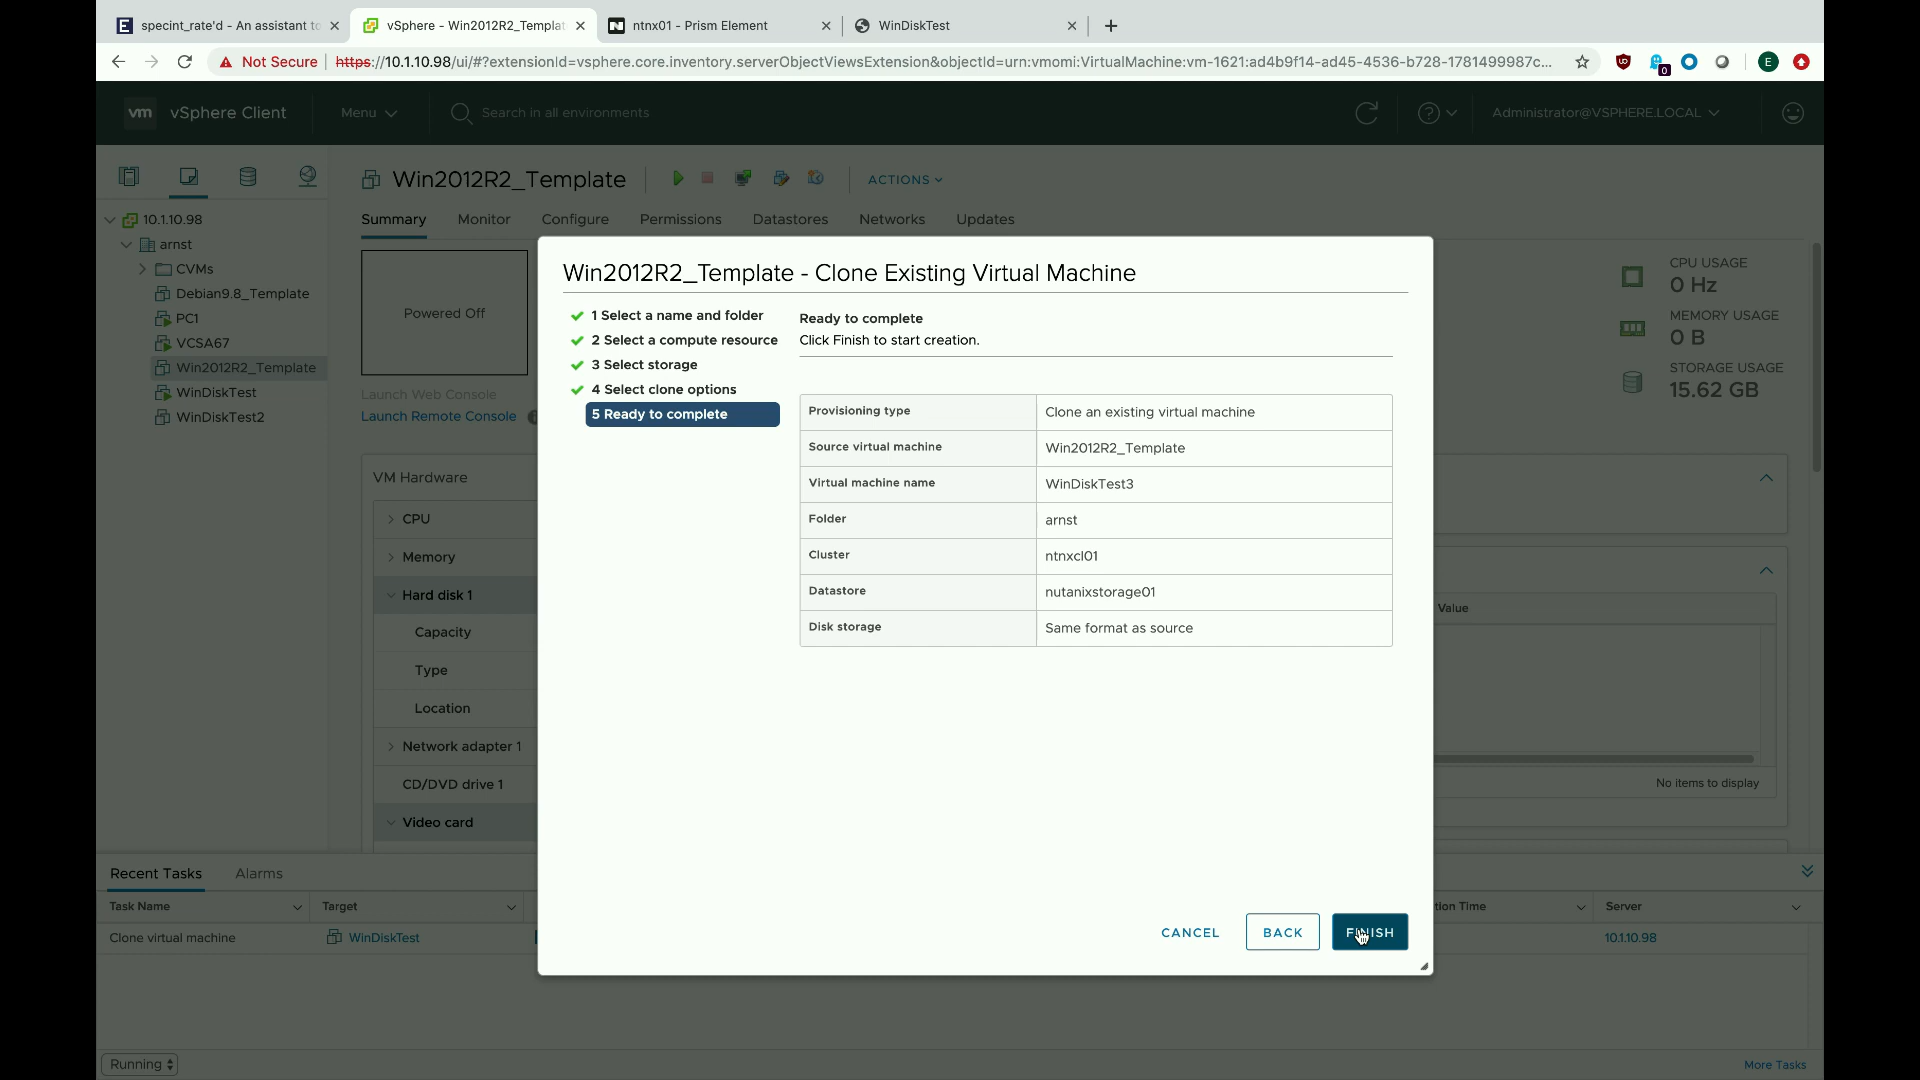 specint_rate'd - An assistant to
vSphere - Win2012R2_Templat
ntnx01 - Prism Element
WinDiskTest
Not Secure
https://10.1.10.98/ui/#?extensionId=vsphere.core.inventory.serverObjectViewsExtension&objectId=urn:vmomi:VirtualMachine:vm-1621:ad4b9f14-ad45-4536-b728-1781499987c...
vm vSphere Client
Menu
Search in all environments
Administrator@VSPHERE.LOCAL
Win2012R2_Template
ACTIONS
Summary Monitor Configure Permissions Datastores Networks Updates
10.1.10.98
arnst
CVMs
Debian9.8_Template
PC1
VCSA67
Win2012R2_Template
WinDiskTest
WinDiskTest2
Powered Off
Launch Web Console
Launch Remote Console
CPU USAGE
0 Hz
MEMORY USAGE
0 B
STORAGE USAGE
15.62 GB
VM Hardware
CPU
Memory
Hard disk 1
Capacity
Type
Location
Network adapter 1
CD/DVD drive 1
Video card
Value
No items to display
Win2012R2_Template - Clone Existing Virtual Machine
1 Select a name and folder
2 Select a compute resource
3 Select storage
4 Select clone options
5 Ready to complete
Ready to complete
Click Finish to start creation.
Provisioning type Clone an existing virtual machine
Source virtual machine Win2012R2_Template
Virtual machine name WinDiskTest3
Folder arnst
Cluster ntnxcl01
Datastore nutanixstorage01
Disk storage Same format as source
CANCEL BACK FINISH
Recent Tasks Alarms
Task Name Target tion Time Server
Clone virtual machine WinDiskTest 10.1.10.98
Running
More Tasks